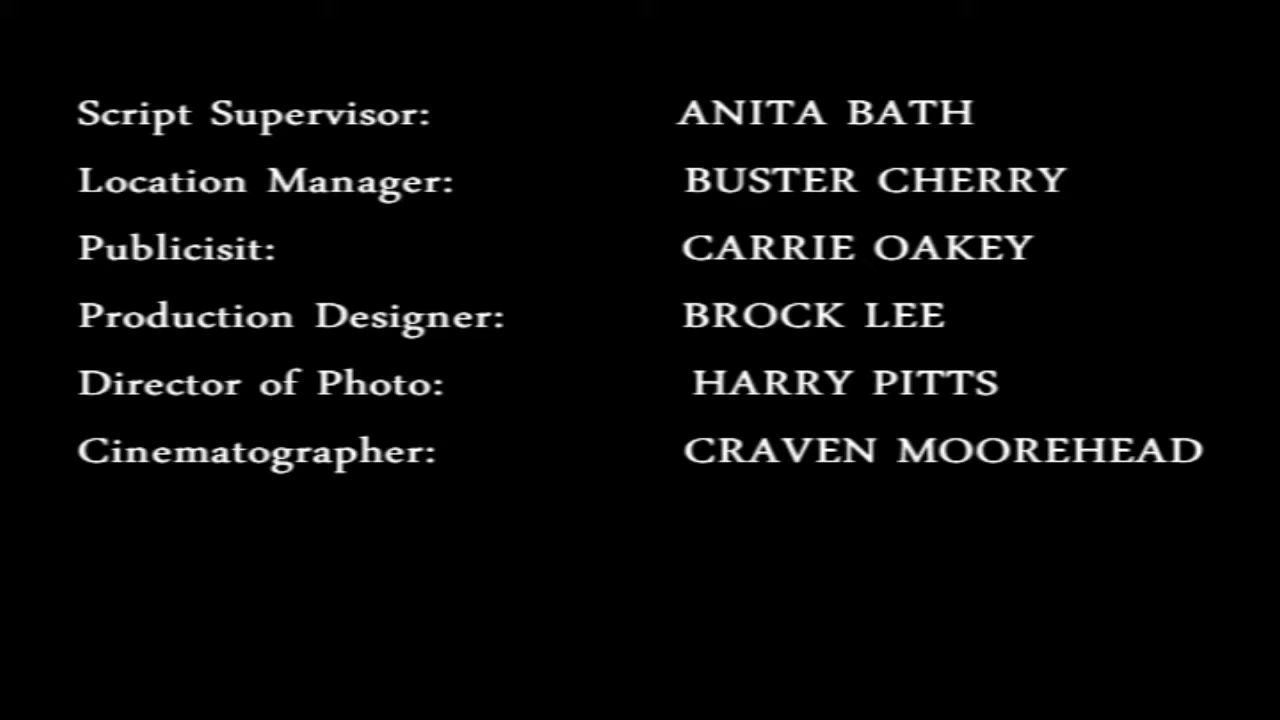 Script Supervisor: ANITA BATH
Location Manager: BUSTER CHERRY
Publicisit: CARRIE OAKEY
Production Designer: BROCK LEE
Director of Photo: HARRY PITTS
Cinematographer: CRAVEN MOOREHEAD